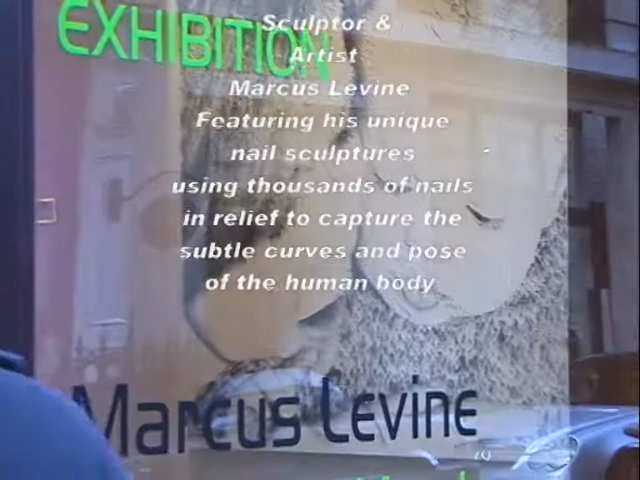 EXHIBITION
Sculptor &
Artist
Marcus Levine
Featuring his unique
nail sculptures
using thousands of nails
in relief to capture the
subtle curves and pose
of the human body
Marcus Levine